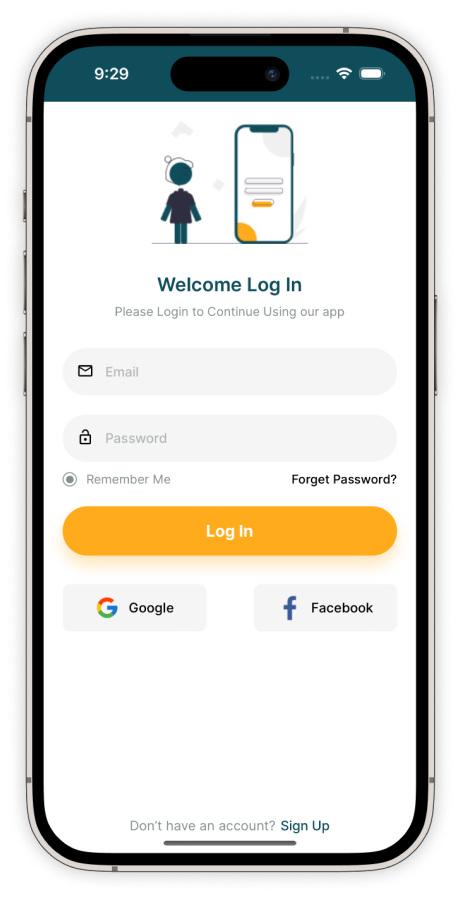 9:29
Welcome Log In
Please Login to Continue Using our app
Email
Password
Remember Me Forget Password?
Log In
Google Facebook
Don't have an account? Sign Up